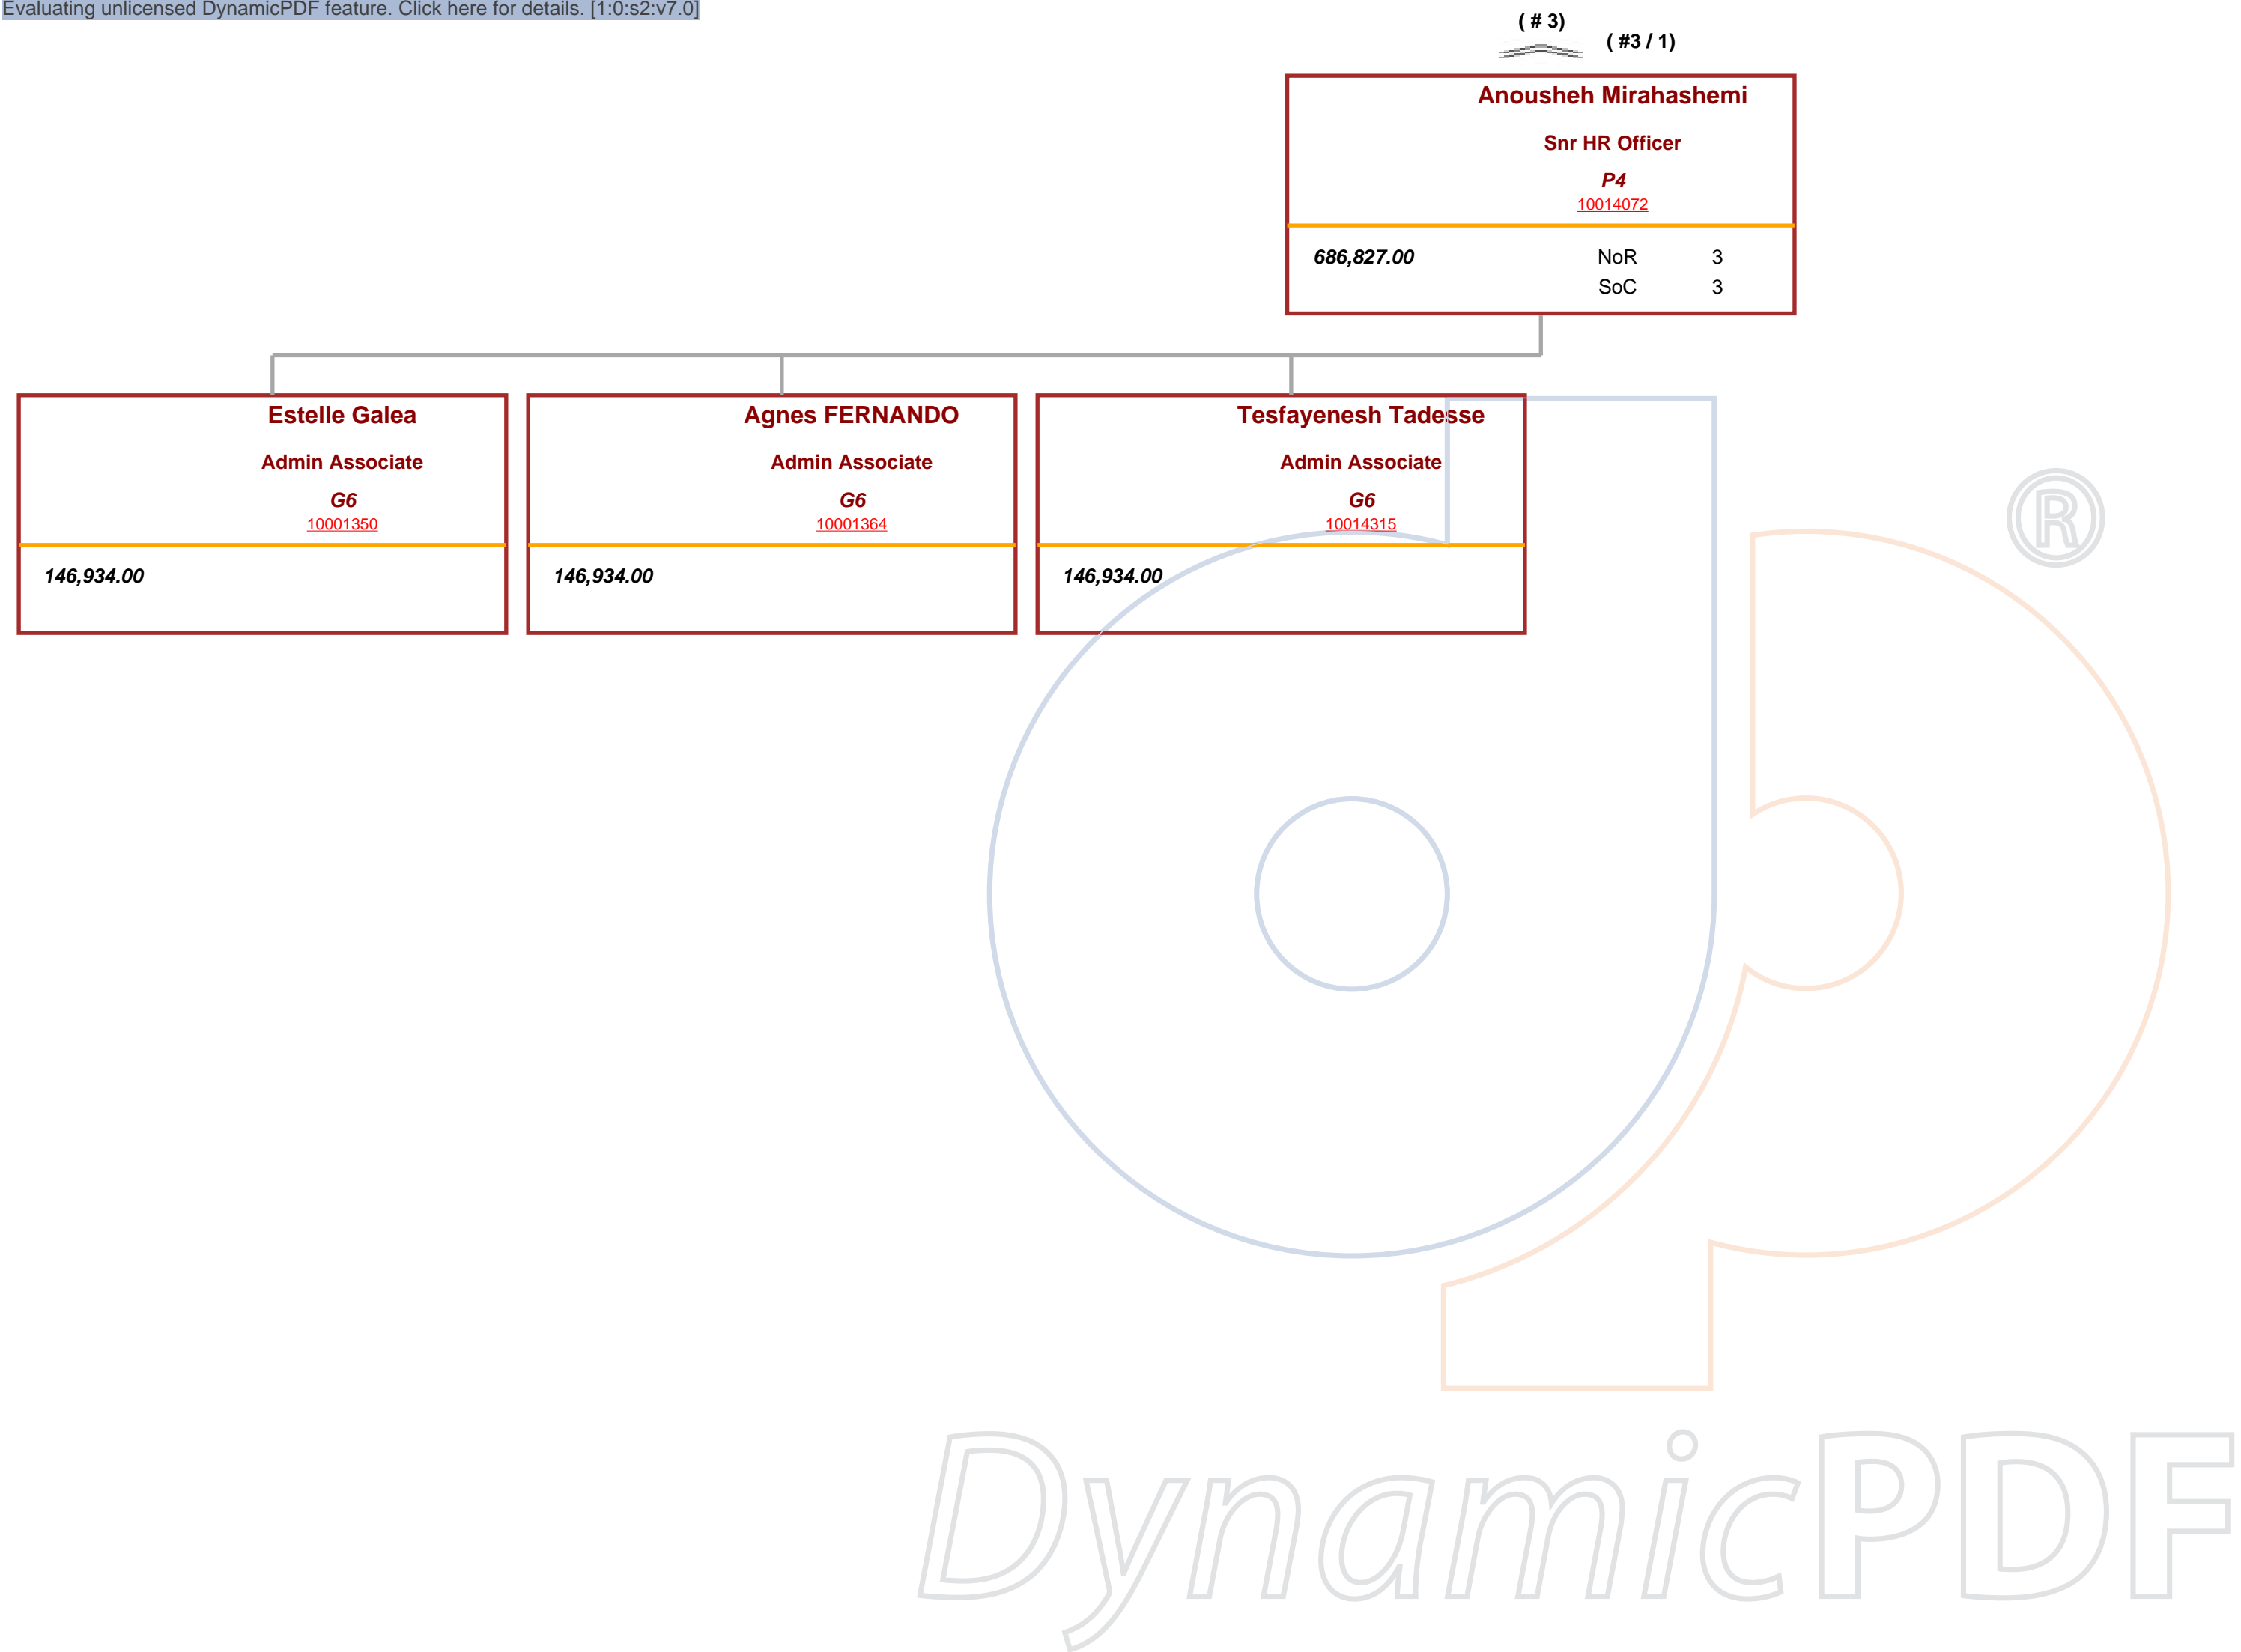 Evaluating unlicensed DynamicPDF feature. Click here for details. [1:0:s2:v7.0]
( # 3)
( #3 / 1)
Anousheh Mirahashemi
Snr HR Officer
P4
10014072
686,827.00 NoR 3
SoC 3
Estelle Galea
Admin Associate
G6
10001350
146,934.00
Agnes FERNANDO
Admin Associate
G6
10001364
146,934.00
Tesfayenesh Tadesse
Admin Associate
G6
10014315
146,934.00
®
DynamicPDF